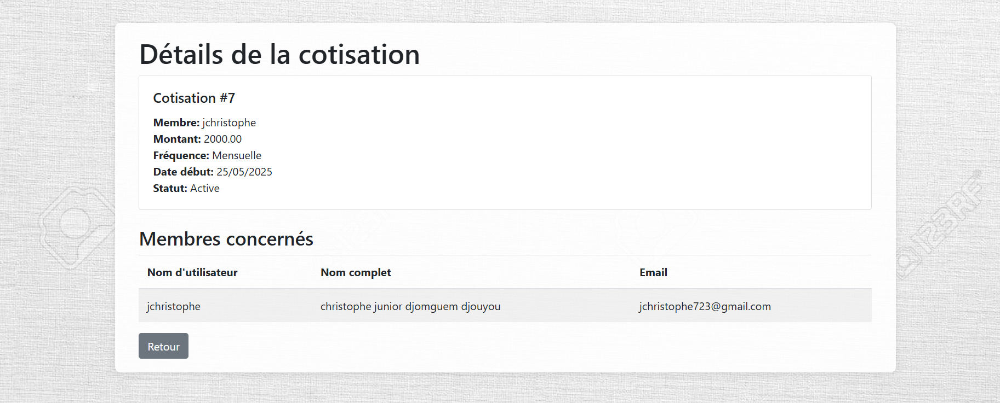 Détails de la cotisation
Cotisation #7
Membre: jchristophe
Montant: 2000.00
Fréquence: Mensuelle
Date début: 25/05/2025
Statut: Active
Membres concernés
Nom d'utilisateur Nom complet Email
jchristophe christophe junior djomguem djouyou jchristophe723@gmail.com
Retour
123RF